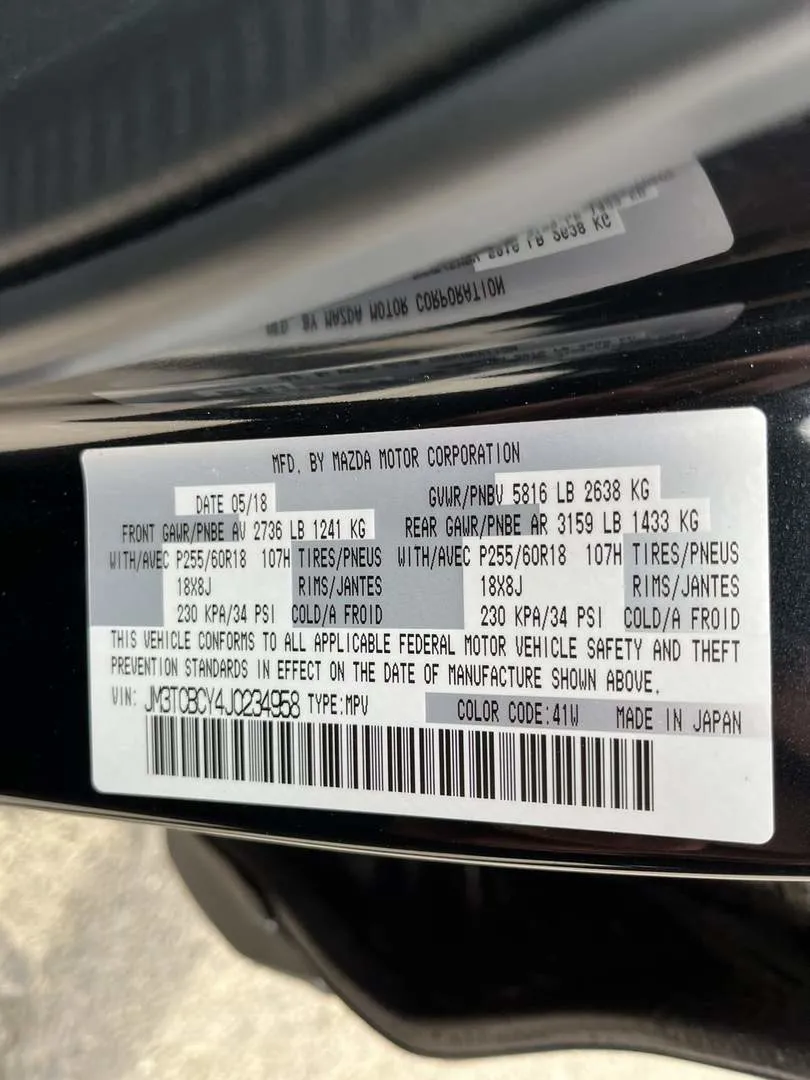 BY MAZDA MOTOR CORPORATION
MFD. BY MAZDA MOTOR CORPORATION
DATE 05/18 GVWR/PNBV 5816 LB 2638 KG
FRONT GAWR/PNBE AV 2736 LB 1241 KG REAR GAWR/PNBE AR 3159 LB 1433 KG
WITH/AVEC P255/60R18 107H TIRES/PNEUS WITH/AVEC P255/60R18 107H TIRES/PNEUS
18X8J RIMS/JANTES 18X8J RIMS/JANTES
230 KPA/34 PSI COLD/A FROID 230 KPA/34 PSI COLD/A FROID
THIS VEHICLE CONFORMS TO ALL APPLICABLE FEDERAL MOTOR VEHICLE SAFETY AND THEFT
PREVENTION STANDARDS IN EFFECT ON THE DATE OF MANUFACTURE SHOWN ABOVE.
VIN: JM3TCBCY4J0234958 TYPE:MPV COLOR CODE:41W MADE IN JAPAN